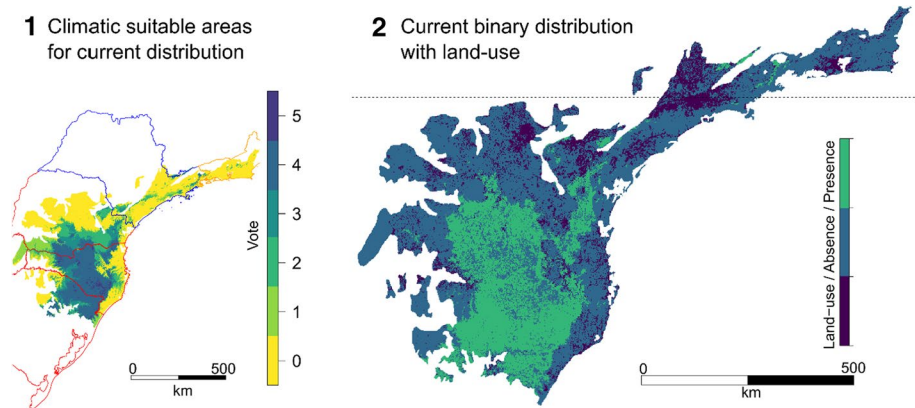 1 Climatic suitable areas
for current distribution
2 Current binary distribution
with land-use
5
4
3
2
1
0
Vote
0 500
km
Land-use / Absence / Presence
0 500
km